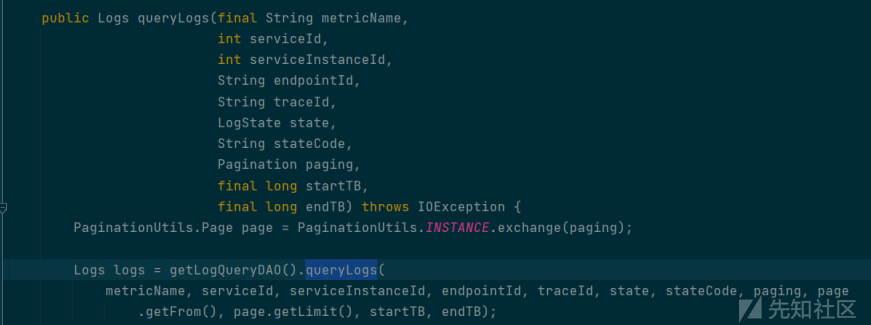 public Logs queryLogs(final String metricName,
int serviceId,
int serviceInstanceId,
String endpointId,
String traceId,
LogState state,
String stateCode,
Pagination paging,
final long startTB,
final long endTB) throws IOException {
PaginationUtils.Page page = PaginationUtils.INSTANCE.exchange(paging);
Logs logs = getLogQueryDAO().queryLogs(
metricName, serviceId, serviceInstanceId, endpointId, traceId, state, stateCode, paging, page
.getFrom(), page.getLimit(), startTB, endTB);
先知社区